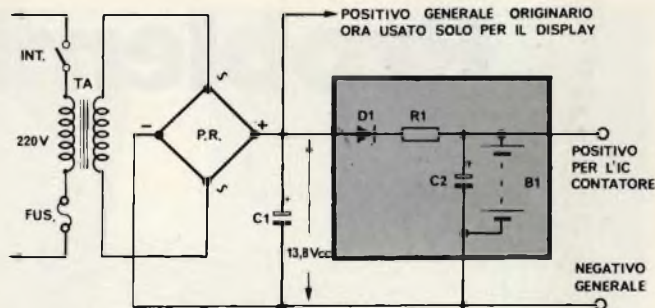 POSITIVO GENERALE ORIGINARIO
ORA USATO SOLO PER IL DISPLAY
INT.
TA
220V
FUS.
P.R.
-
+
C1
13,8Vcc
D1
R1
C2
B1
POSITIVO
PER L'IC
CONTATORE
NEGATIVO
GENERALE